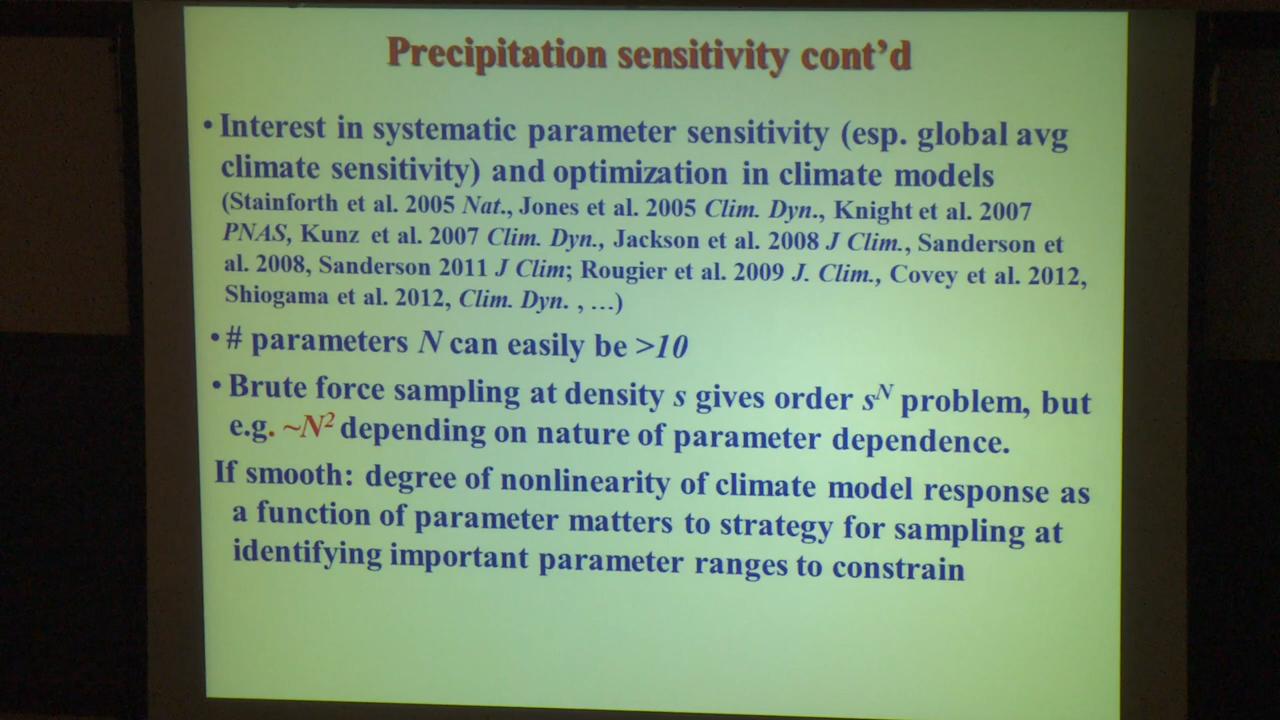 Precipitation sensitivity cont’d
• Interest in systematic parameter sensitivity (esp. global avg
climate sensitivity) and optimization in climate models
(Stainforth et al. 2005 Nat., Jones et al. 2005 Clim. Dyn., Knight et al. 2007
PNAS, Kunz et al. 2007 Clim. Dyn., Jackson et al. 2008 J Clim., Sanderson et
al. 2008, Sanderson 2011 J Clim; Rougier et al. 2009 J. Clim., Covey et al. 2012,
Shiogama et al. 2012, Clim. Dyn. , …)
• # parameters N can easily be >10
• Brute force sampling at density s gives order s^N problem, but
e.g. ~N² depending on nature of parameter dependence.
If smooth: degree of nonlinearity of climate model response as
a function of parameter matters to strategy for sampling at
identifying important parameter ranges to constrain